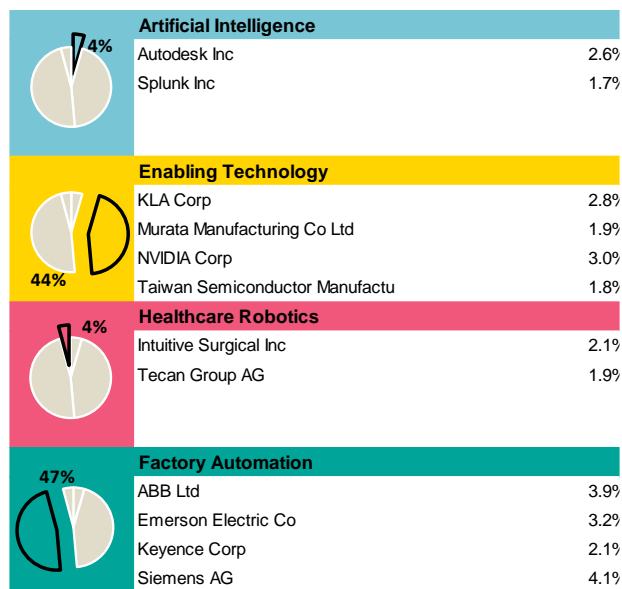 Artificial Intelligence
4%
Autodesk Inc 2.6%
Splunk Inc 1.7%
Enabling Technology
KLA Corp 2.8%
Murata Manufacturing Co Ltd 1.9%
NVIDIA Corp 3.0%
44%
Taiwan Semiconductor Manufactu 1.8%
Healthcare Robotics
4%
Intuitive Surgical Inc 2.1%
Tecan Group AG 1.9%
Factory Automation
47%
ABB Ltd 3.9%
Emerson Electric Co 3.2%
Keyence Corp 2.1%
Siemens AG 4.1%